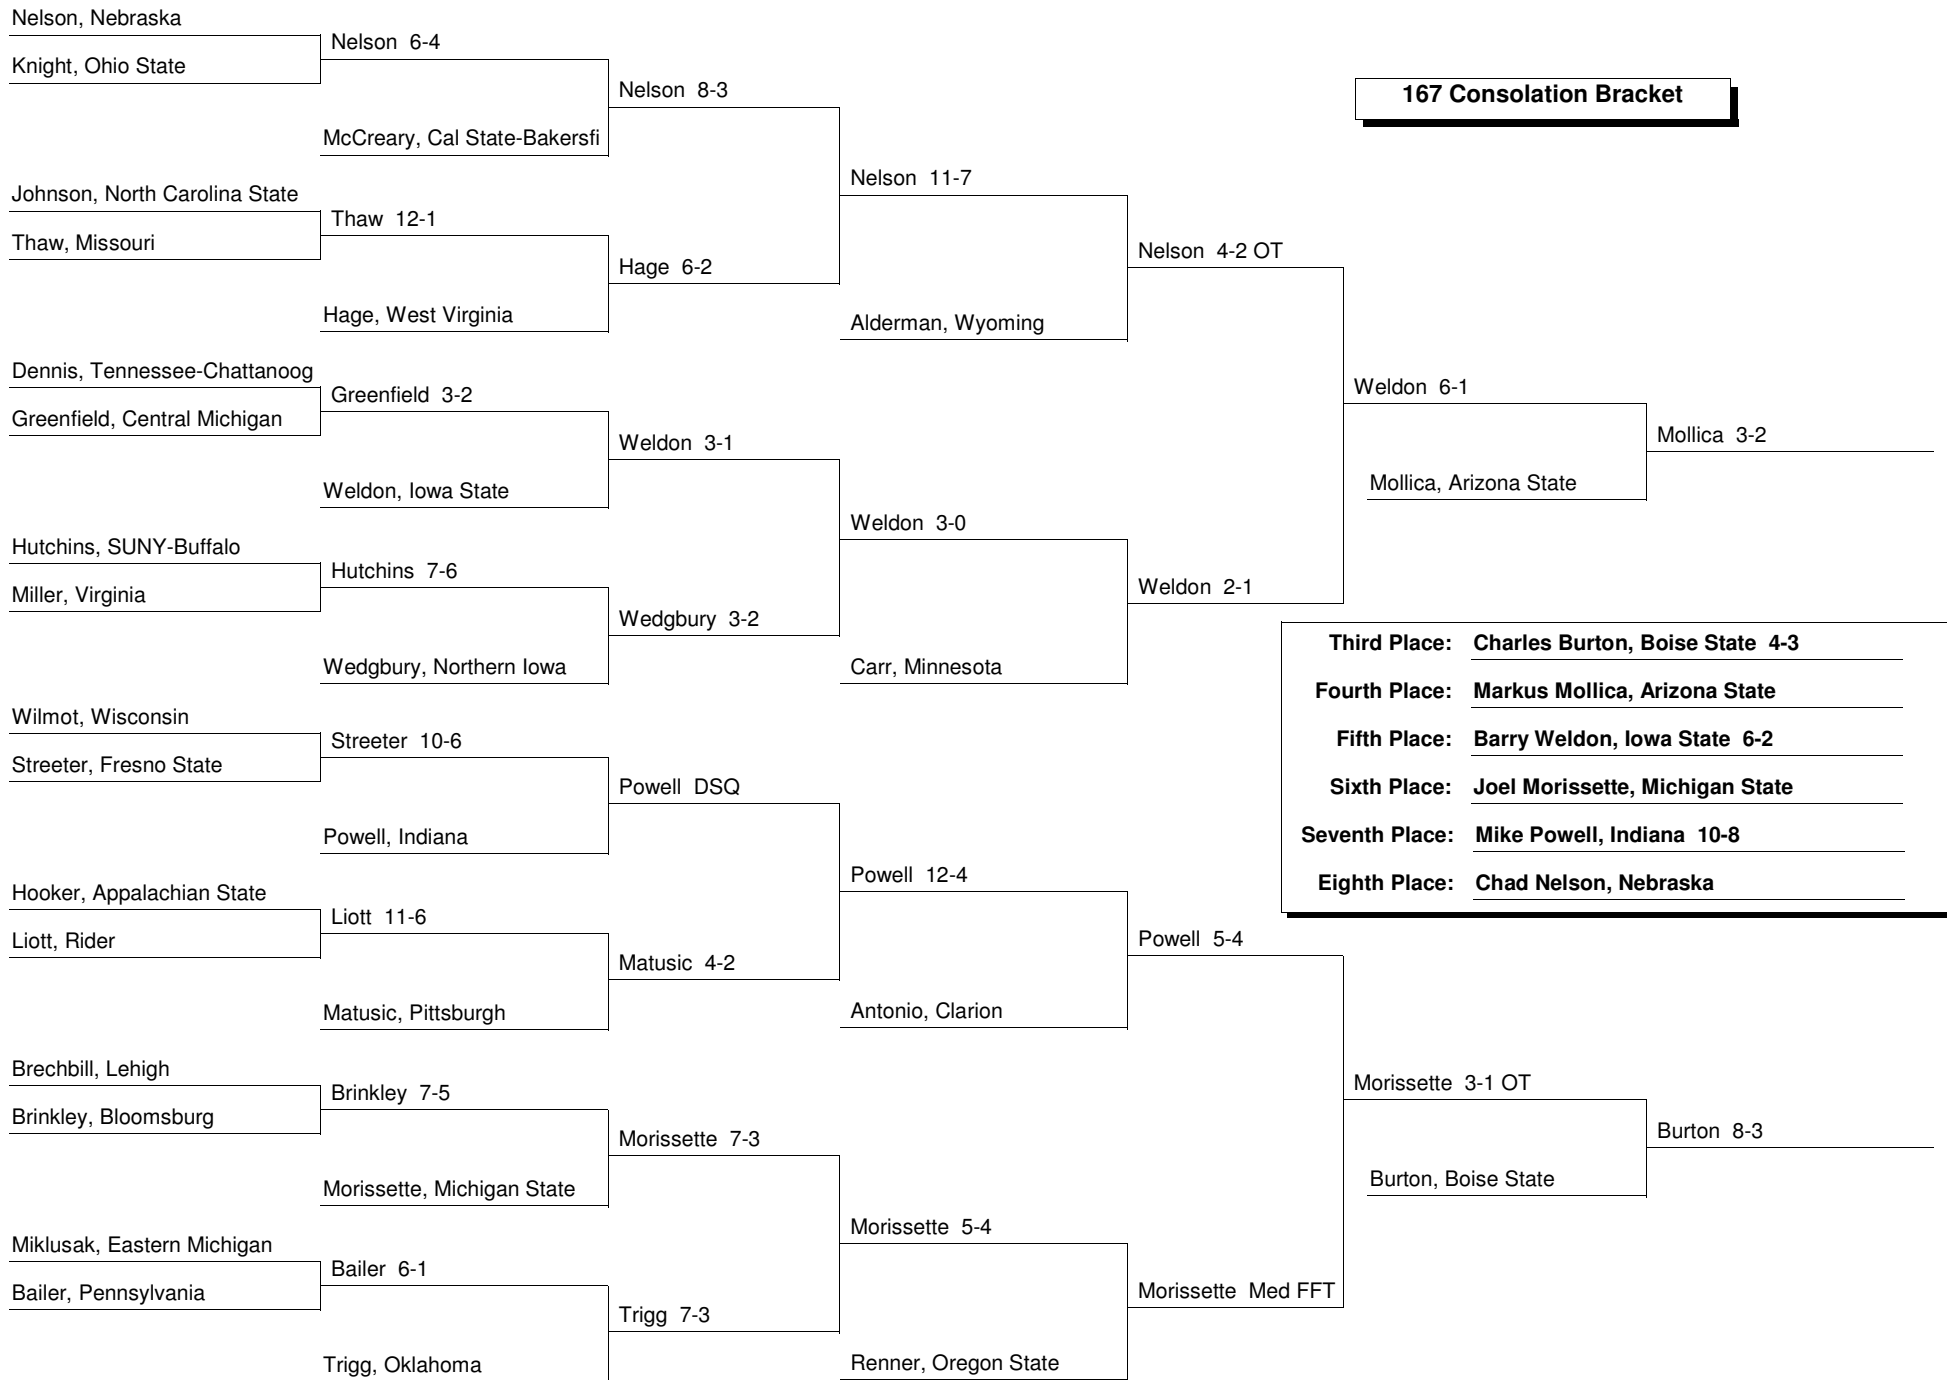 Nelson, Nebraska
Nelson 6-4
Knight, Ohio State
Nelson 8-3
167 Consolation Bracket
McCreary, Cal State-Bakersfi
Nelson 11-7
Johnson, North Carolina State
Thaw 12-1
Thaw, Missouri
Nelson 4-2 OT
Hage 6-2
Hage, West Virginia
Alderman, Wyoming
Dennis, Tennessee-Chattanoog
Weldon 6-1
Greenfield 3-2
Greenfield, Central Michigan
Mollica 3-2
Weldon 3-1
Mollica, Arizona State
Weldon, Iowa State
Weldon 3-0
Hutchins, SUNY-Buffalo
Hutchins 7-6
Weldon 2-1
Miller, Virginia
Wedgbury 3-2
Third Place: Charles Burton, Boise State 4-3
Wedgbury, Northern Iowa
Carr, Minnesota
Fourth Place: Markus Mollica, Arizona State
Wilmot, Wisconsin
Streeter 10-6
Fifth Place: Barry Weldon, Iowa State 6-2
Streeter, Fresno State
Powell DSQ
Sixth Place: Joel Morissette, Michigan State
Powell, Indiana
Seventh Place: Mike Powell, Indiana 10-8
Powell 12-4
Eighth Place: Chad Nelson, Nebraska
Hooker, Appalachian State
Liott 11-6
Liott, Rider
Powell 5-4
Matusic 4-2
Matusic, Pittsburgh
Antonio, Clarion
Brechbill, Lehigh
Morissette 3-1 OT
Brinkley 7-5
Brinkley, Bloomsburg
Burton 8-3
Morissette 7-3
Burton, Boise State
Morissette, Michigan State
Morissette 5-4
Miklusak, Eastern Michigan
Bailer 6-1
Bailer, Pennsylvania
Morissette Med FFT
Trigg 7-3
Trigg, Oklahoma
Renner, Oregon State